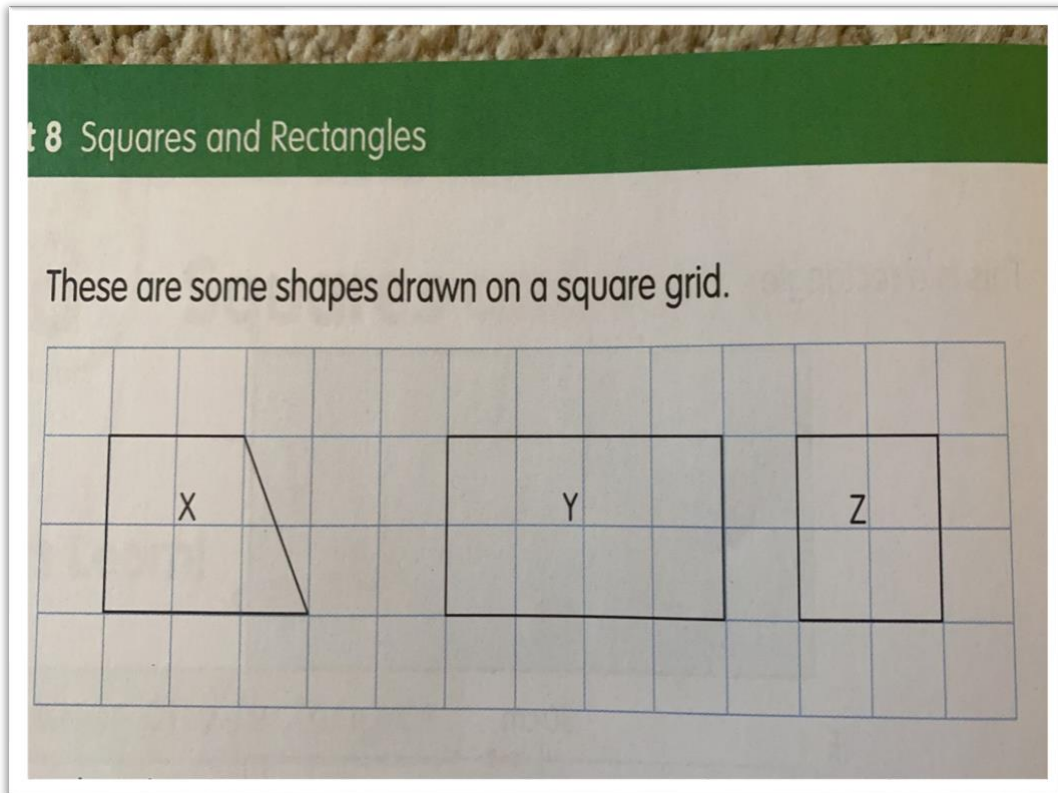 t 8 Squares and Rectangles
These are some shapes drawn on a square grid.
X Y Z